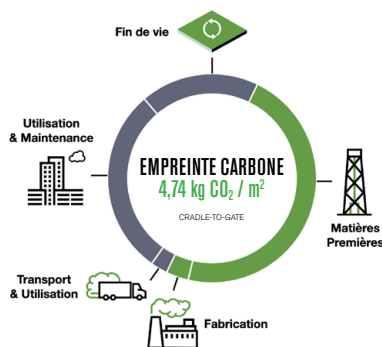 Fin de vie
Utilisation
& Maintenance
EMPREINTE CARBONE
4,74 kg CO₂ / m²
CRADLE-TO-GATE
Matières
Premières
Transport
& Utilisation
Fabrication